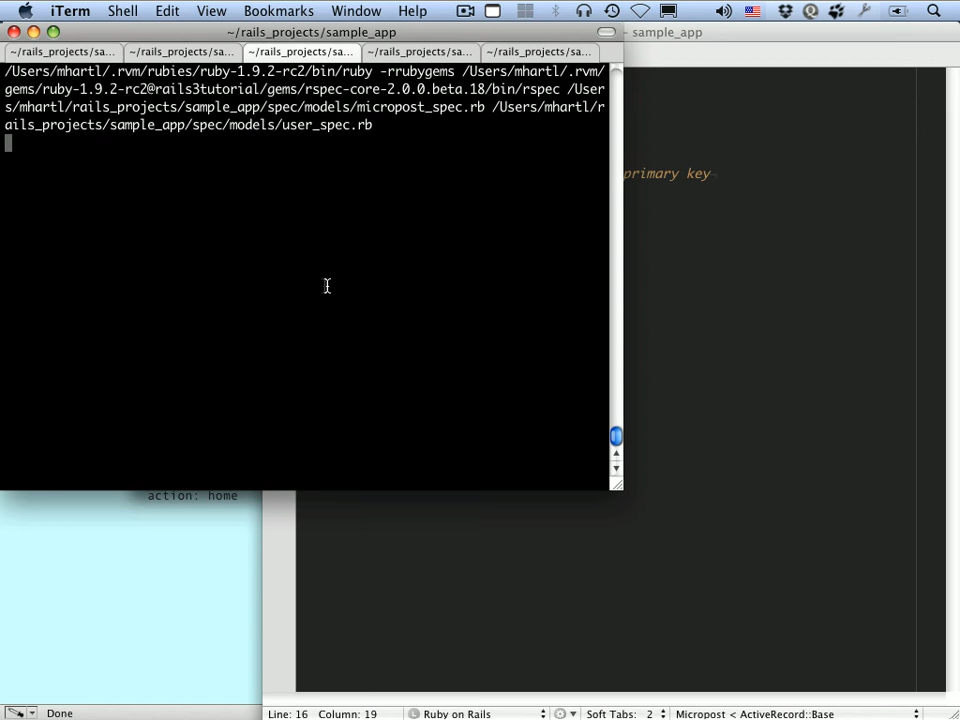 iTerm Shell Edit View Bookmarks Window Help
~/rails_projects/sample_app
– sample_app
~/rails_projects/sa... ~/rails_projects/sa... ~/rails_projects/sa... ~/rails_projects/sa... ~/rails_projects/sa...
/Users/mhartl/.rvm/rubies/ruby-1.9.2-rc2/bin/ruby -rrubygems /Users/mhartl/.rvm/
gems/ruby-1.9.2-rc2@rails3tutorial/gems/rspec-core-2.0.0.beta.18/bin/rspec /User
s/mhartl/rails_projects/sample_app/spec/models/micropost_spec.rb /Users/mhartl/r
ails_projects/sample_app/spec/models/user_spec.rb
primary key
action: home
Done
Line: 16 Column: 19 Ruby on Rails Soft Tabs: 2 Micropost < ActiveRecord::Base